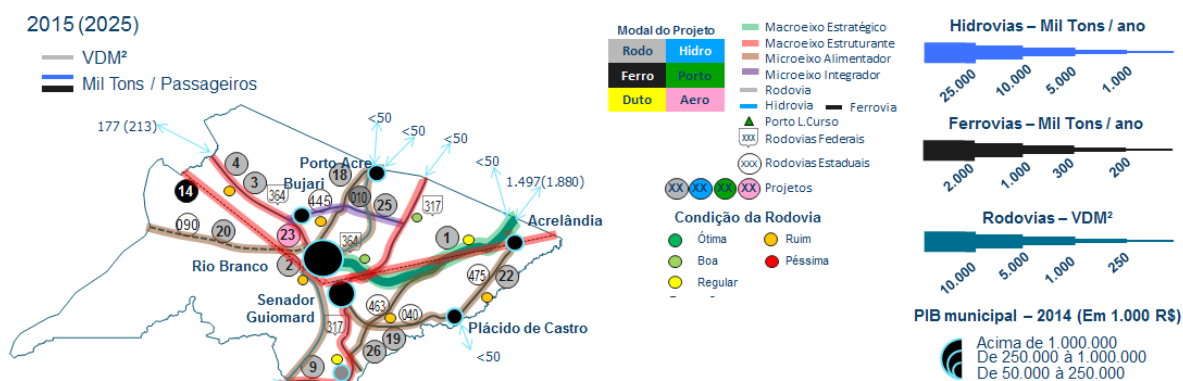 2015 (2025)
VDM²
Mil Tons / Passageiros
177 (213)
<50
<50
<50
<50
1.497(1.880)
Porto Acre
18
4
3
364
Bujari
445
010
25
317
14
Acrelândia
090
20
23
364
1
Rio Branco
2
475
22
Senador
Guiomard
463
040
317
Plácido de Castro
19
<50
26
9
Modal do Projeto
Rodo
Hidro
Ferro
Porto
Duto
Aero
Macroeixo Estratégico
Macroeixo Estruturante
Microeixo Alimentador
Microeixo Integrador
Rodovia
Hidrovia
Ferrovia
Porto L.Curso
XXX
Rodovias Federais
XXX
Rodovias Estaduais
XX
XX
XX
XX
Projetos
Condição da Rodovia
Ótima
Ruim
Boa
Péssima
Regular
Hidrovias – Mil Tons / ano
25.000
10.000
5.000
1.000
Ferrovias – Mil Tons / ano
2.000
1.000
300
200
Rodovias – VDM²
10.000
5.000
1.000
250
PIB municipal – 2014 (Em 1.000 R$)
Acima de 1.000.000
De 250.000 à 1.000.000
De 50.000 à 250.000